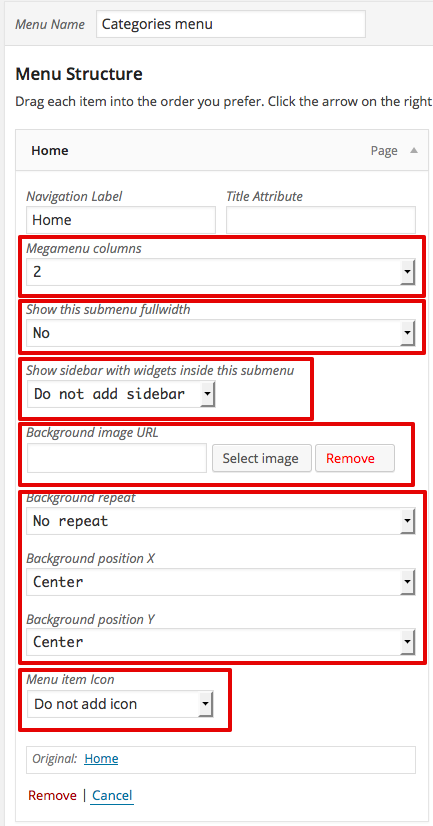 Menu Name Categories menu
Menu Structure
Drag each item into the order you prefer. Click the arrow on the right
Home Page
Navigation Label Title Attribute
Home
Megamenu columns
2
Show this submenu fullwidth
No
Show sidebar with widgets inside this submenu
Do not add sidebar
Background image URL
Select image Remove
Background repeat
No repeat
Background position X
Center
Background position Y
Center
Menu item Icon
Do not add icon
Original: Home
Remove | Cancel